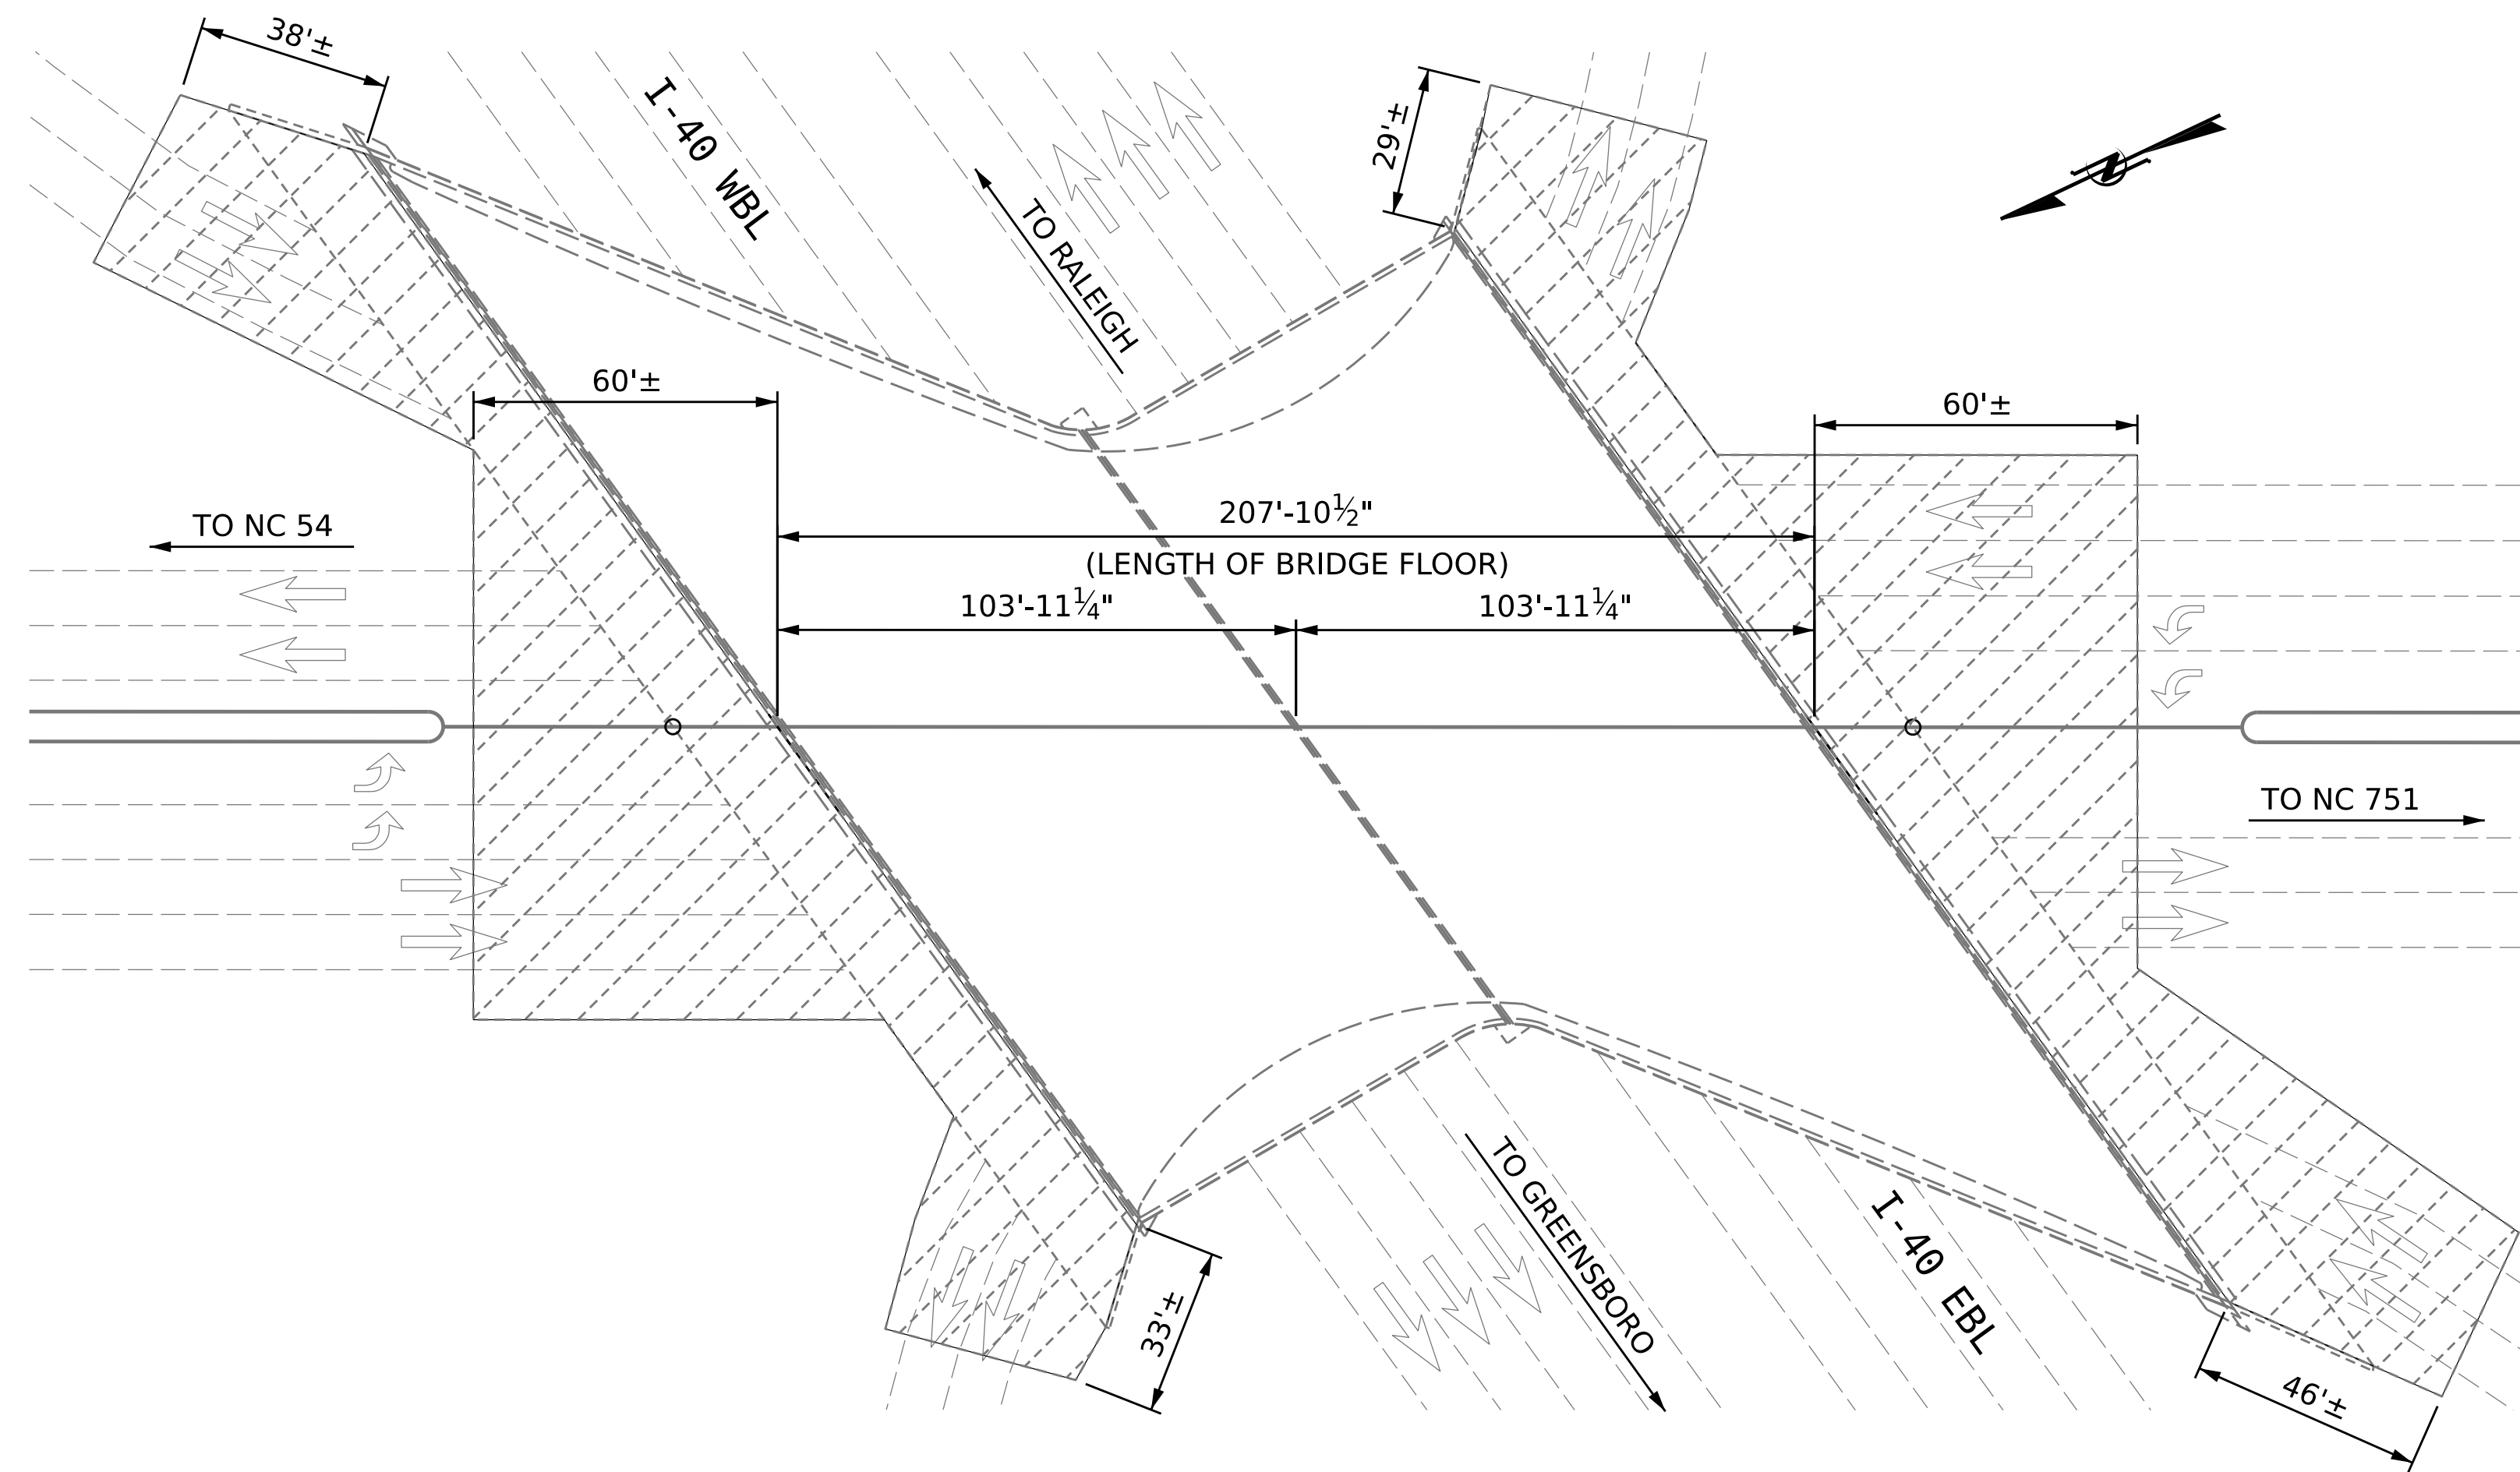 38'±
I-40 WBL
TO RALEIGH
29'±
60'±
60'±
TO NC 54
207'-10½"
(LENGTH OF BRIDGE FLOOR)
103'-11¼"
103'-11¼"
TO NC 751
TO GREENSBORO
I-40 EBL
33'±
46'±
N